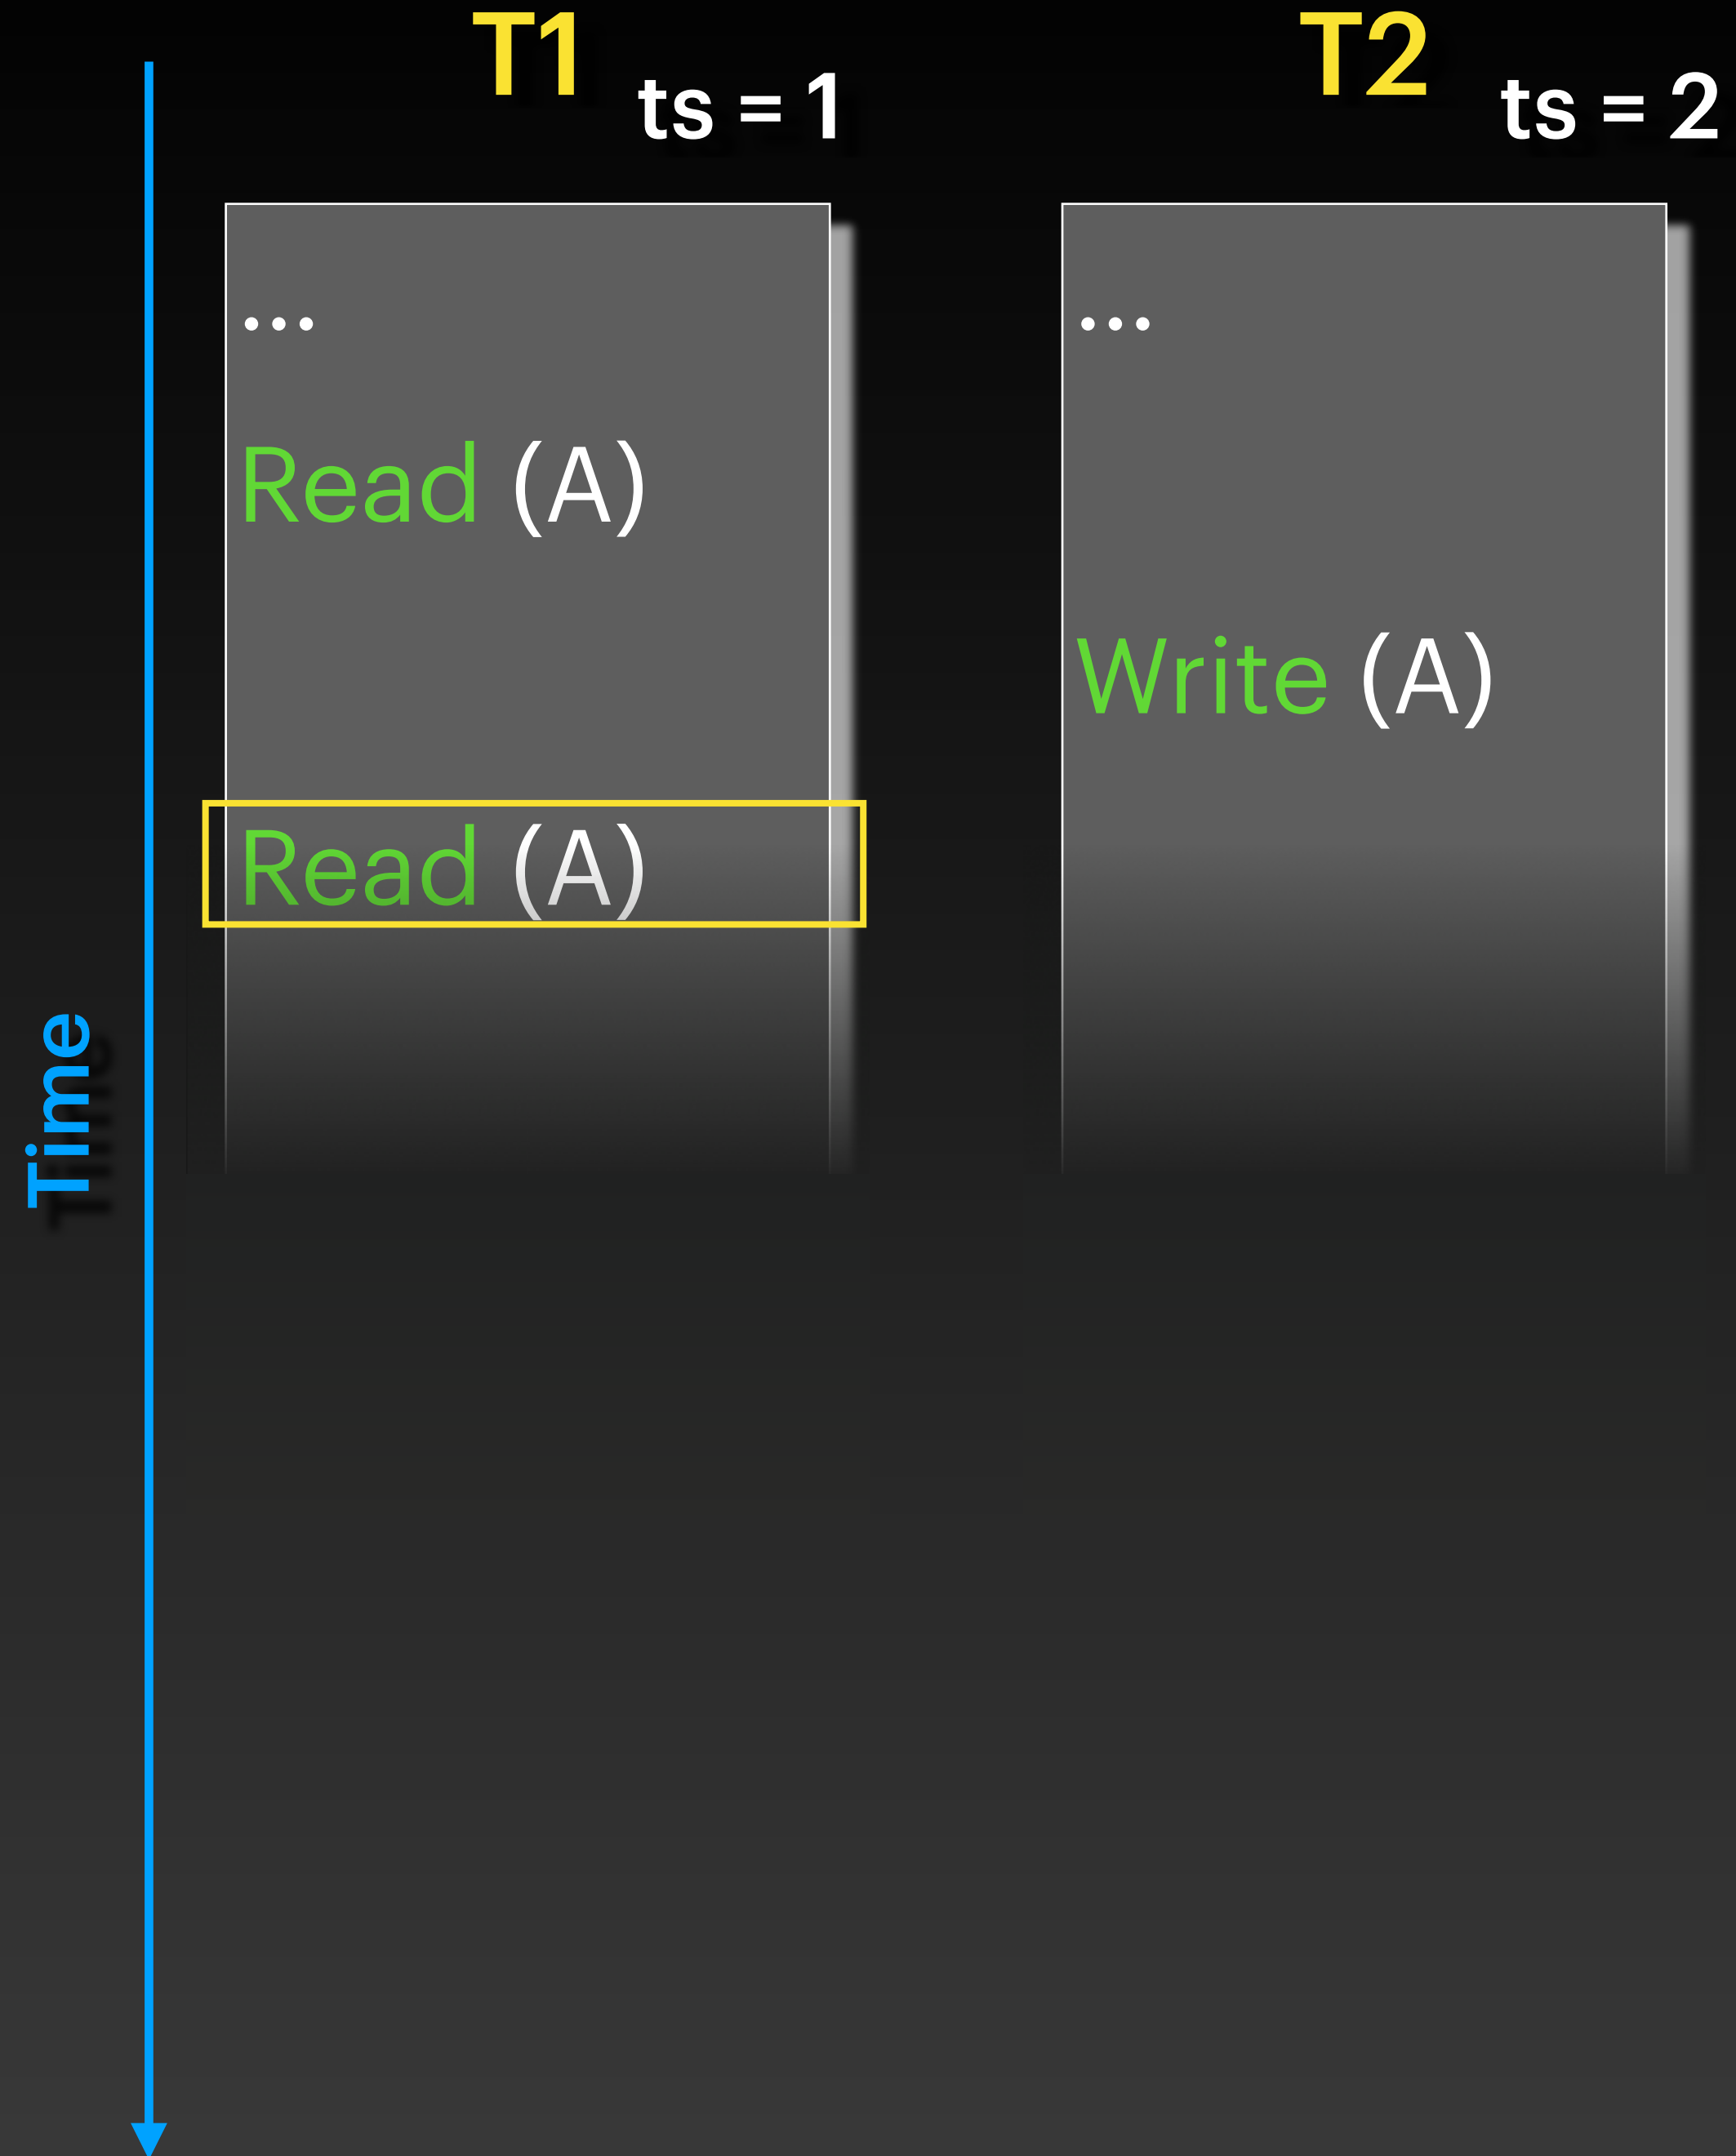 T1
ts = 1
T2
ts = 2
...
...
Read (A)
Write (A)
Read (A)
Time